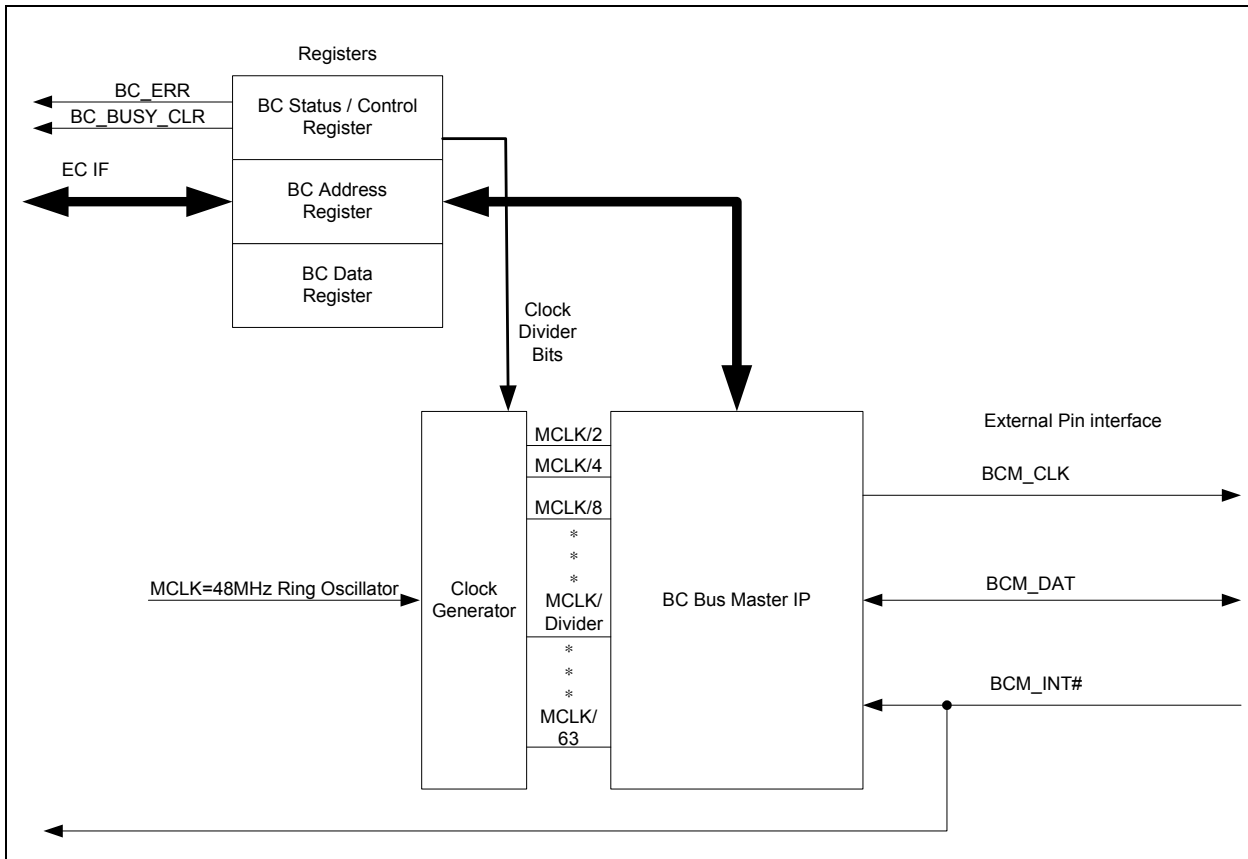 Registers
BC_ERR
BC_BUSY_CLR
BC Status / Control
Register
EC IF
BC Address
Register
BC Data
Register
Clock
Divider
Bits
MCLK/2
MCLK/4
MCLK/8
*
*
*
MCLK/
Divider
*
*
*
MCLK/
63
MCLK=48MHz Ring Oscillator
Clock
Generator
BC Bus Master IP
External Pin interface
BCM_CLK
BCM_DAT
BCM_INT#